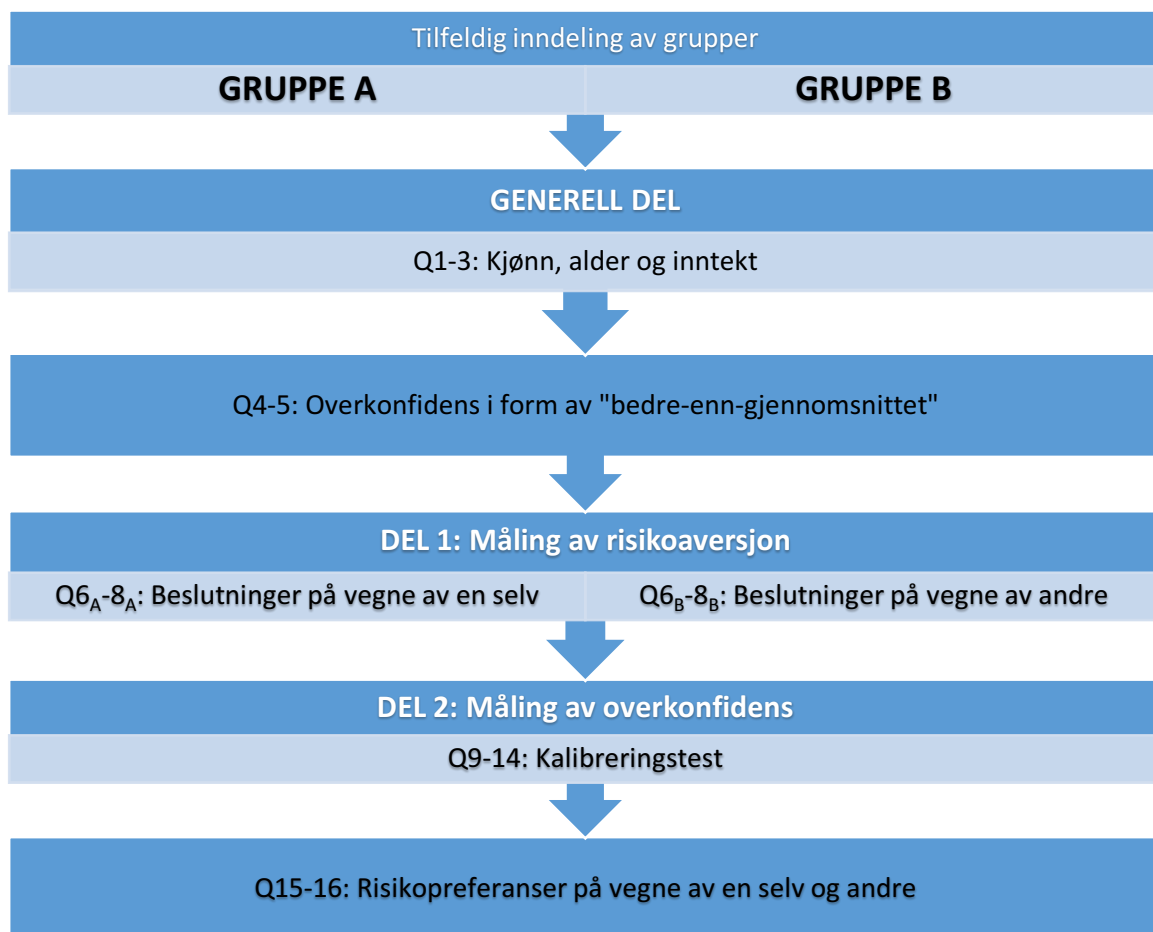 Tilfeldig inndeling av grupper
GRUPPE A
GRUPPE B
GENERELL DEL
Q1-3: Kjønn, alder og inntekt
Q4-5: Overkonfidens i form av "bedre-enn-gjennomsnittet"
DEL 1: Måling av risikoaversjon
Q6A-8A: Beslutninger på vegne av en selv
Q6B-8B: Beslutninger på vegne av andre
DEL 2: Måling av overkonfidens
Q9-14: Kalibreringstest
Q15-16: Risikopreferanser på vegne av en selv og andre